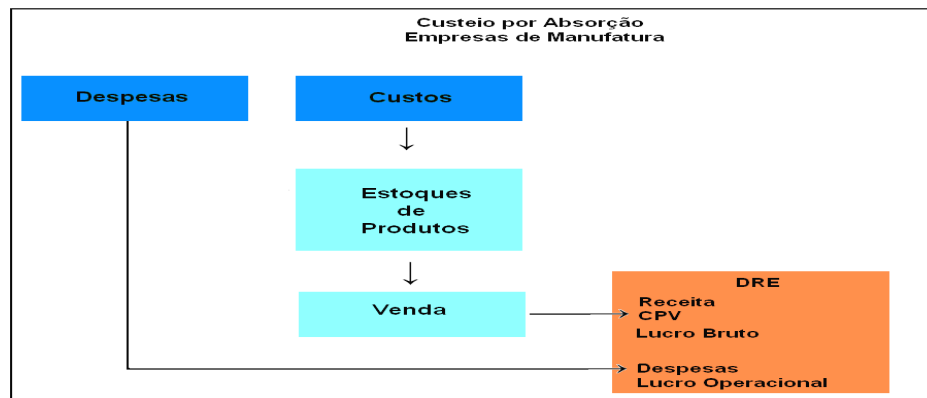 Custeio por Absorção
Empresas de Manufatura
Despesas
Custos
Estoques
de
Produtos
Venda
DRE
Receita
CPV
Lucro Bruto
Despesas
Lucro Operacional